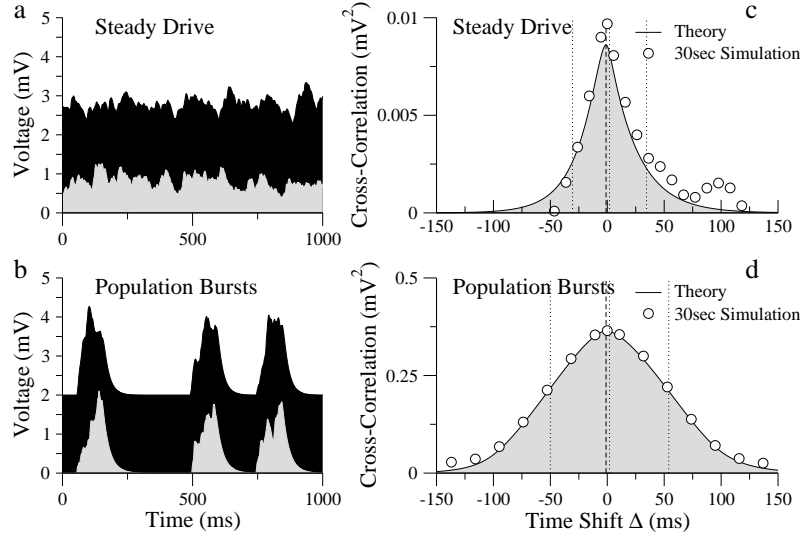 a
Steady Drive
Voltage (mV)
5
4
3
2
1
0
0
500
1000
c
Steady Drive
Theory
30sec Simulation
Cross-Correlation (mV²)
0.01
0.005
0
-150
-100
-50
0
50
100
150
b
Population Bursts
Voltage (mV)
5
4
3
2
1
0
0
500
1000
Time (ms)
d
Population Bursts
Theory
30sec Simulation
Cross-Correlation (mV²)
0.5
0.25
0
-150
-100
-50
0
50
100
150
Time Shift Δ (ms)